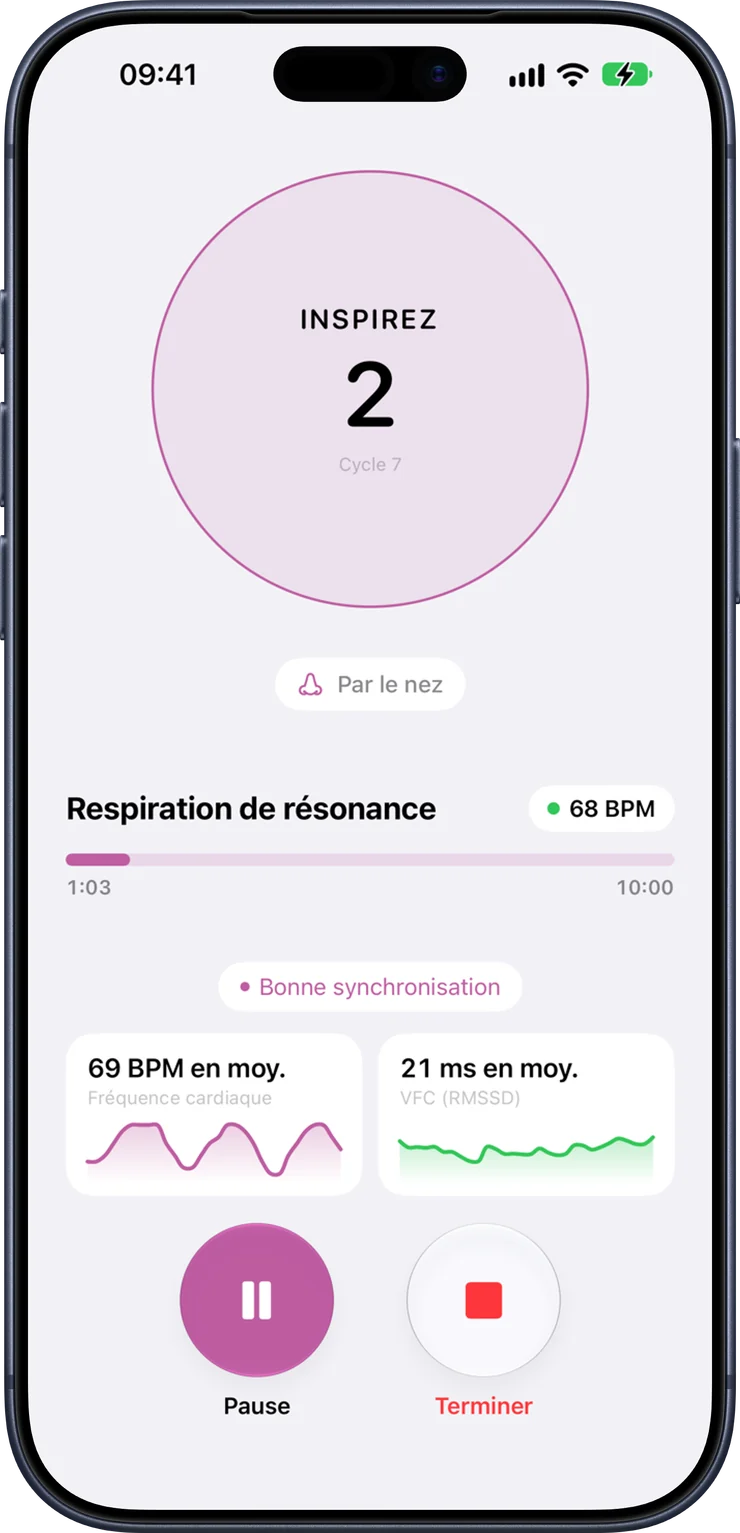 09:41
INSPIREZ
2
Cycle 7
Par le nez
Respiration de résonance
68 BPM
1:03
10:00
Bonne synchronisation
69 BPM en moy.
Fréquence cardiaque
21 ms en moy.
VFC (RMSSD)
Pause
Terminer